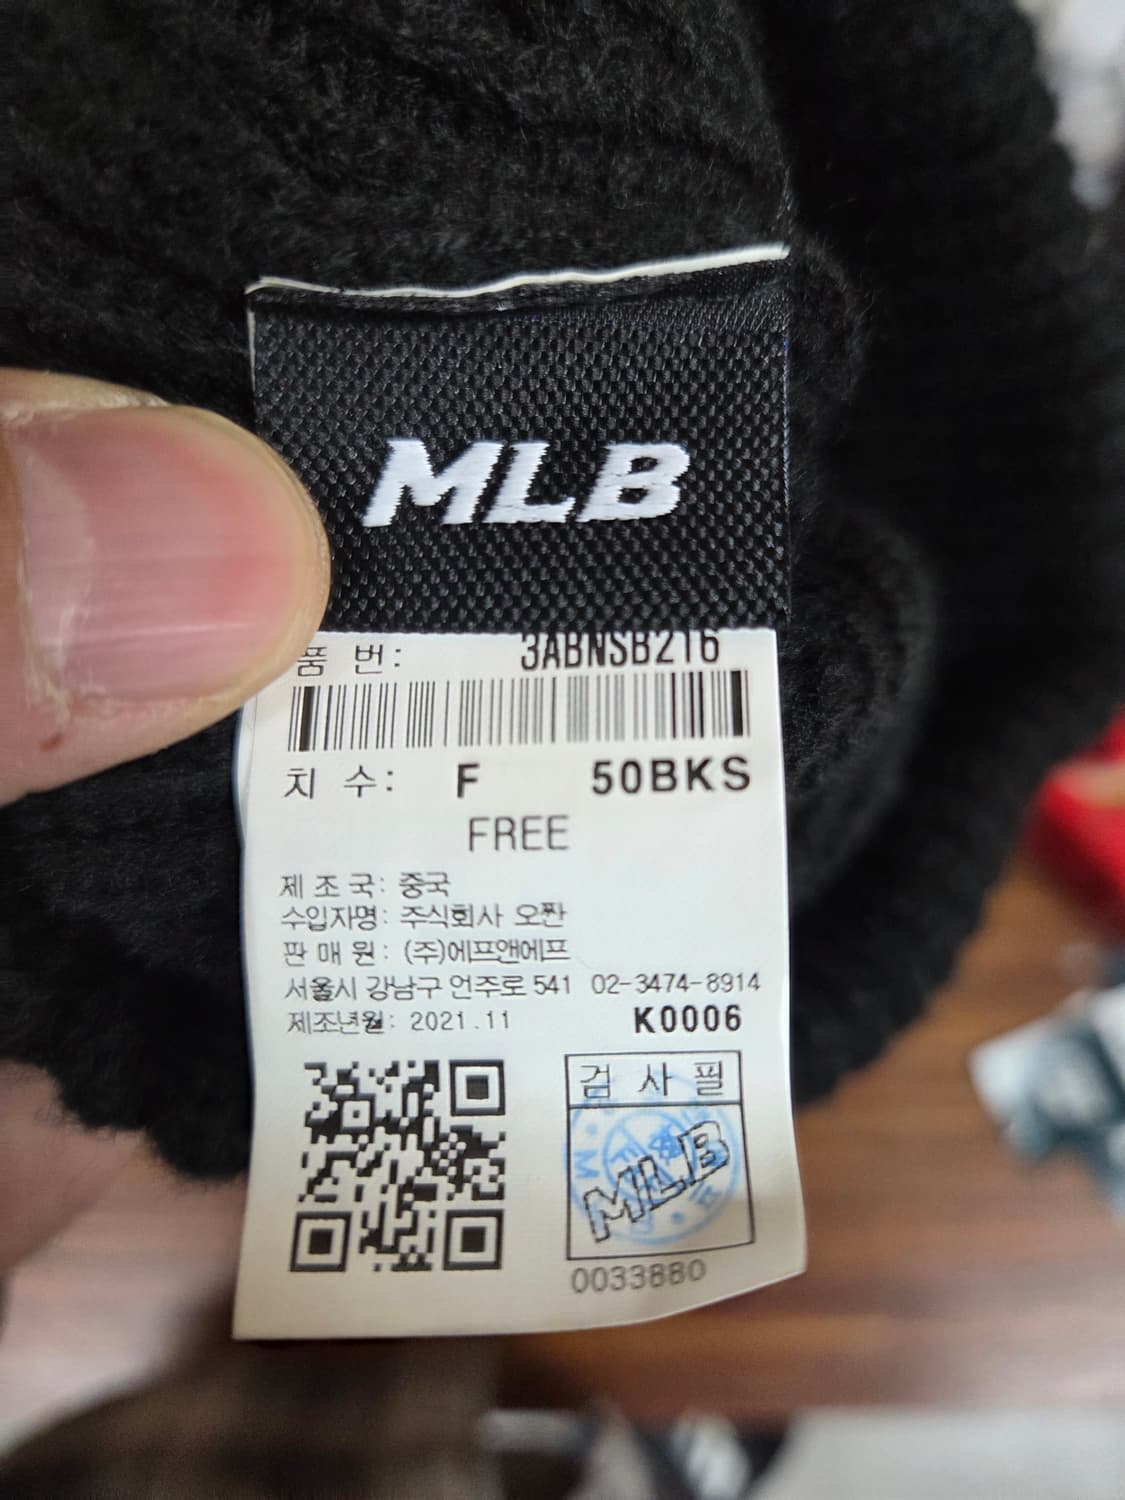 MLB
품 번: 3ABNSB216
치 수: F 50BKS
FREE
제 조 국: 중국
수입자명: 주식회사 오짠
판 매 원: (주)에프앤에프
서울시 강남구 언주로 541 02-3474-8914
제조년월: 2021.11 K0006
검 사 필
MLB
0033880